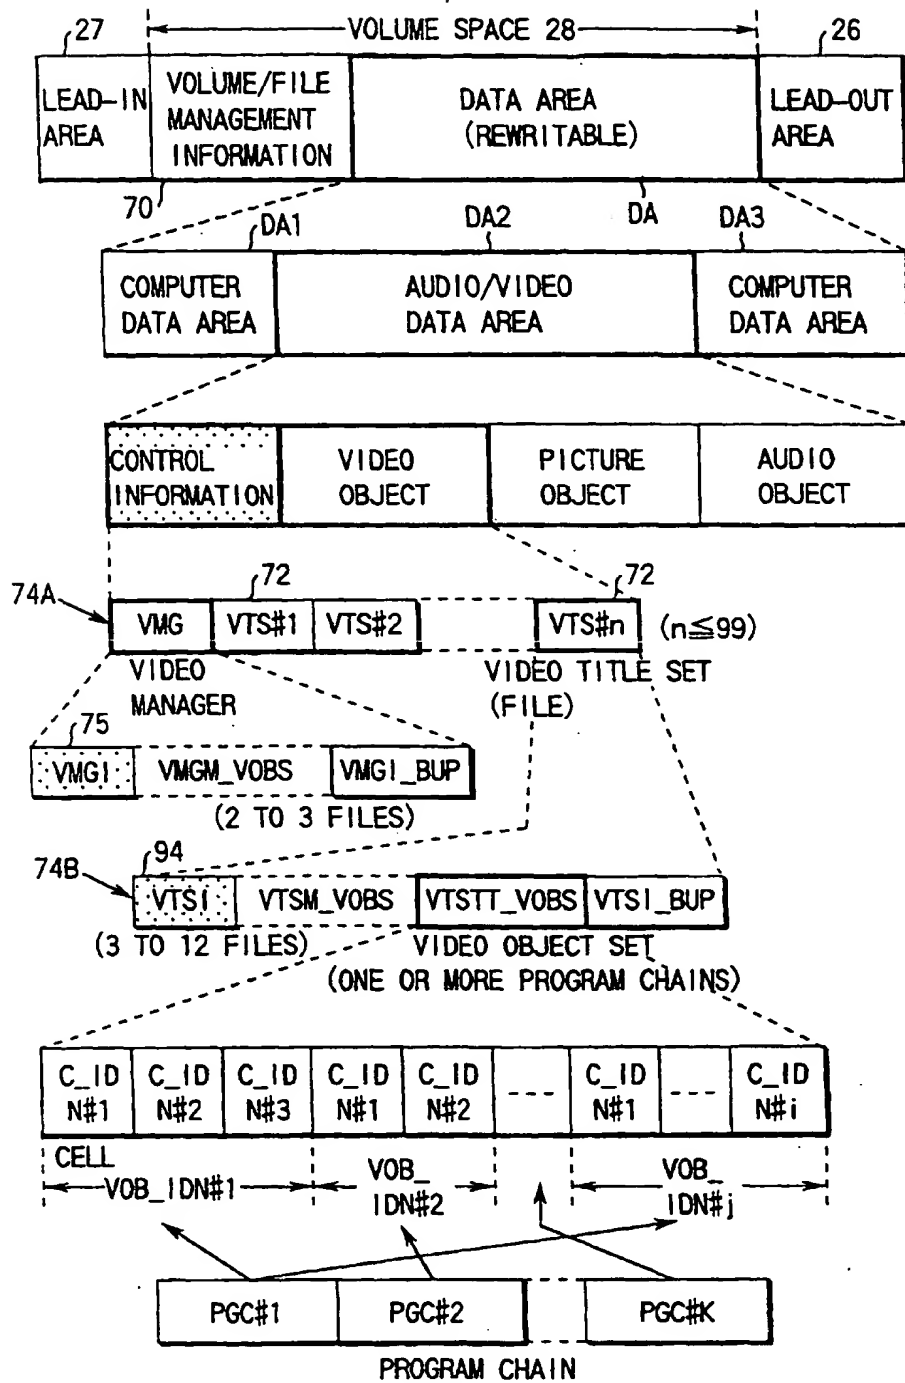 27
VOLUME SPACE 28
26
LEAD-IN
AREA
VOLUME/FILE
MANAGEMENT
INFORMATION
DATA AREA
(REWRITABLE)
LEAD-OUT
AREA
70
DA1
DA2
DA
DA3
COMPUTER
DATA AREA
AUDIO/VIDEO
DATA AREA
COMPUTER
DATA AREA
CONTROL
INFORMATION
VIDEO
OBJECT
PICTURE
OBJECT
AUDIO
OBJECT
74A
72
72
VMG
VTS#1
VTS#2
VTS#n
(n≦99)
VIDEO
MANAGER
VIDEO TITLE SET
(FILE)
75
VMGI
VMGM_VOBS
VMGI_BUP
(2 TO 3 FILES)
74B
94
VTSI
VTSM_VOBS
VTSTT_VOBS
VTSI_BUP
(3 TO 12 FILES)
VIDEO OBJECT SET
(ONE OR MORE PROGRAM CHAINS)
C_ID
N#1
C_ID
N#2
C_ID
N#3
C_ID
N#1
C_ID
N#2
C_ID
N#1
C_ID
N#i
CELL
VOB_IDN#1
VOB_
IDN#2
VOB_
IDN#j
PGC#1
PGC#2
PGC#K
PROGRAM CHAIN